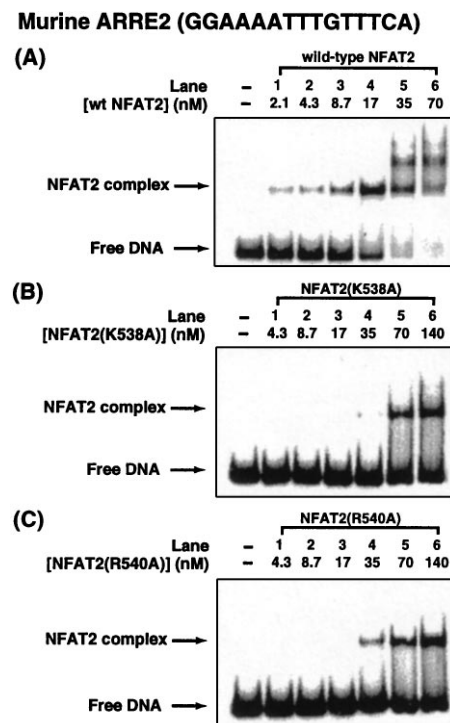 Murine ARRE2 (GGAAAATTTGTTTCA)
(A)
wild-type NFAT2
Lane – 1 2 3 4 5 6
[wt NFAT2] (nM) – 2.1 4.3 8.7 17 35 70
NFAT2 complex
Free DNA
(B)
NFAT2(K538A)
Lane – 1 2 3 4 5 6
[NFAT2(K538A)] (nM) – 4.3 8.7 17 35 70 140
NFAT2 complex
Free DNA
(C)
NFAT2(R540A)
Lane – 1 2 3 4 5 6
[NFAT2(R540A)] (nM) – 4.3 8.7 17 35 70 140
NFAT2 complex
Free DNA